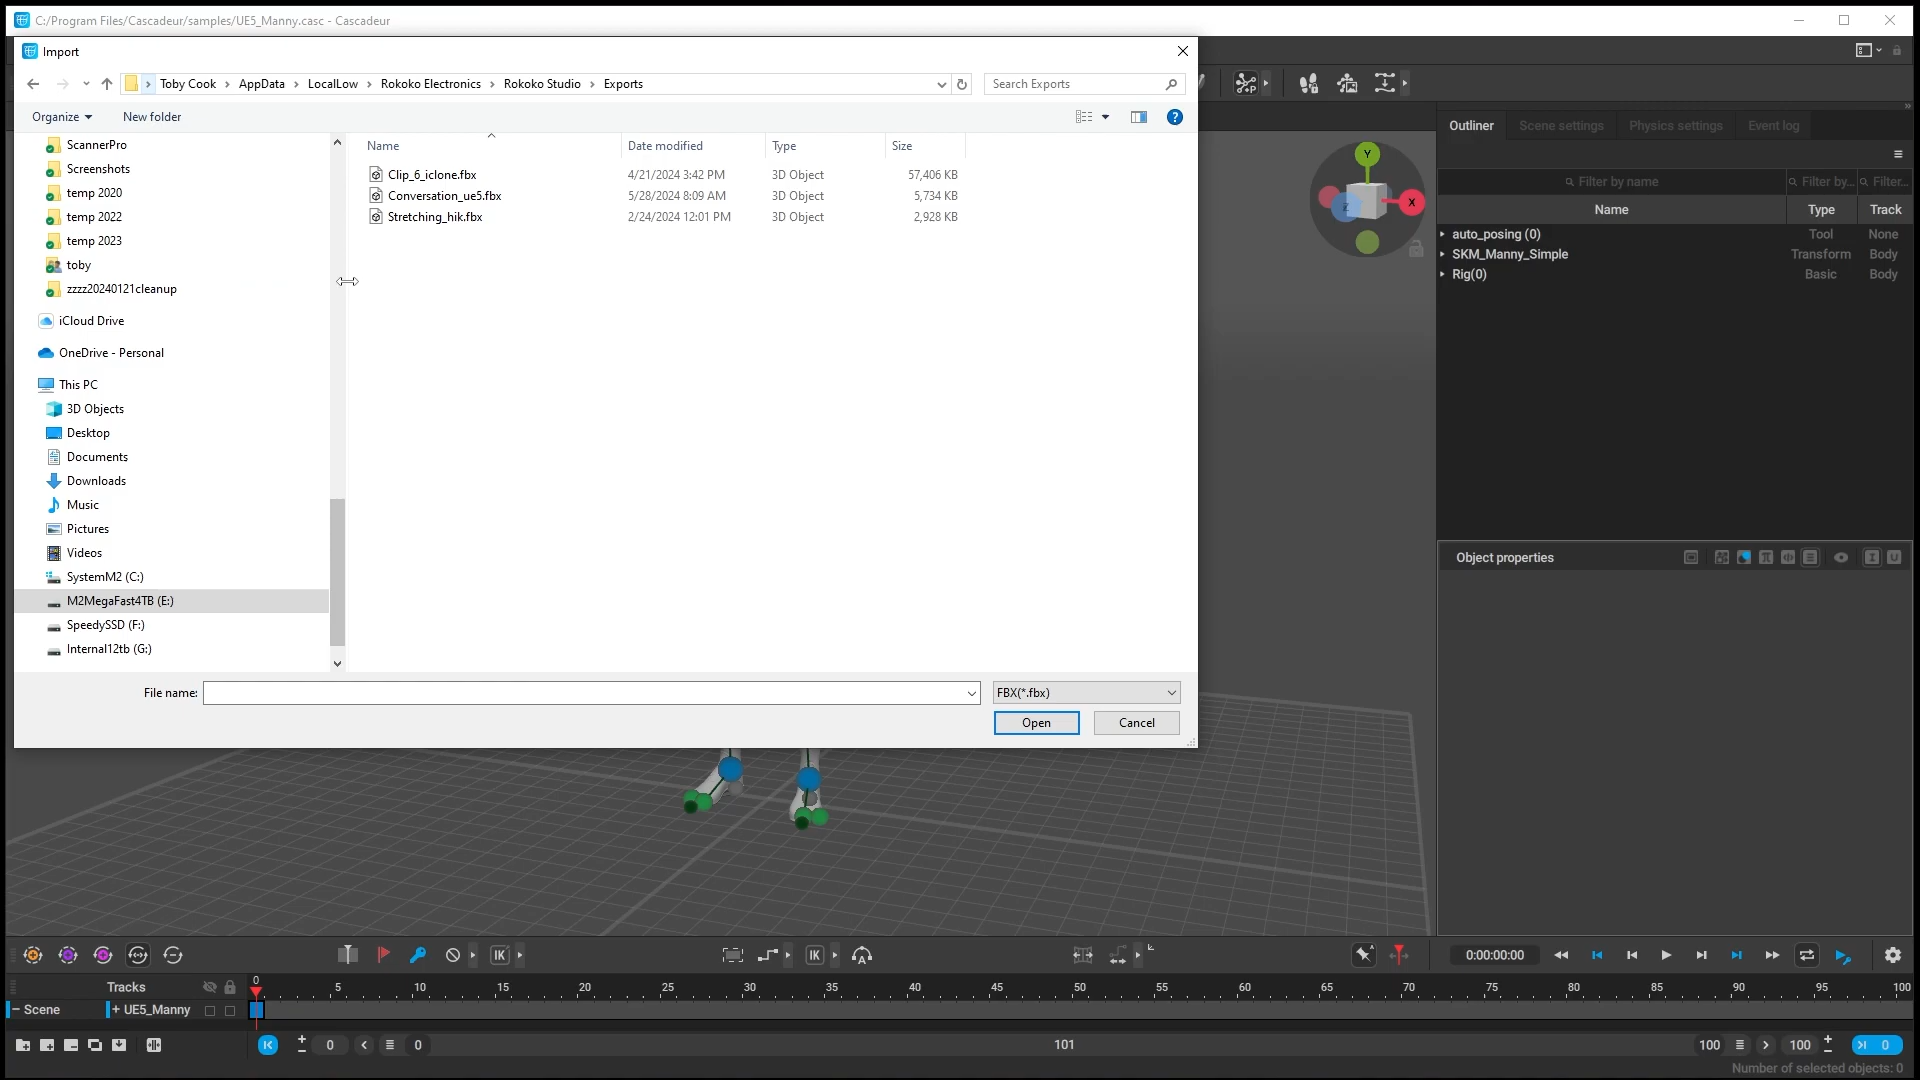 C:/Program Files/Cascadeur/samples/UE5_Manny.casc - Cascadeur
Import
Toby Cook > AppData > LocalLow > Rokoko Electronics > Rokoko Studio > Exports
Search Exports
Organize
New folder
Name Date modified Type Size
Clip_6_iclone.fbx 4/21/2024 3:42 PM 3D Object 57,406 KB
Conversation_ue5.fbx 5/28/2024 8:09 AM 3D Object 5,734 KB
Stretching_hik.fbx 2/24/2024 12:01 PM 3D Object 2,928 KB
ScannerPro
Screenshots
temp 2020
temp 2022
temp 2023
toby
zzzz20240121cleanup
iCloud Drive
OneDrive - Personal
This PC
3D Objects
Desktop
Documents
Downloads
Music
Pictures
Videos
SystemM2 (C:)
M2MegaFast4TB (E:)
SpeedySSD (F:)
Internal12tb (G:)
File name:
FBX(*.fbx)
Open
Cancel
Y
X
Z
Outliner Scene settings Physics settings Event log
Filter by name Filter by... Filter...
Name Type Track
auto_posing (0) Tool None
SKM_Manny_Simple Transform Body
Rig(0) Basic Body
Object properties
IK
IK
A
0:00:00:00
Tracks
0 5 10 15 20 25 30 35 40 45 50 55 60 65 70 75 80 85 90 95 100
− Scene
+ UE5_Manny
0 0 101 100 100 0
Number of selected objects: 0